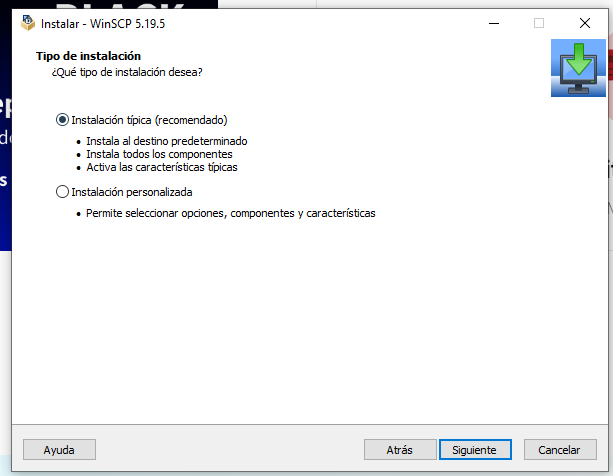 Instalar - WinSCP 5.19.5
Tipo de instalación
¿Qué tipo de instalación desea?
Instalación típica (recomendado)
• Instala al destino predeterminado
• Instala todos los componentes
• Activa las características típicas
Instalación personalizada
• Permite seleccionar opciones, componentes y características
Ayuda
Atrás
Siguiente
Cancelar